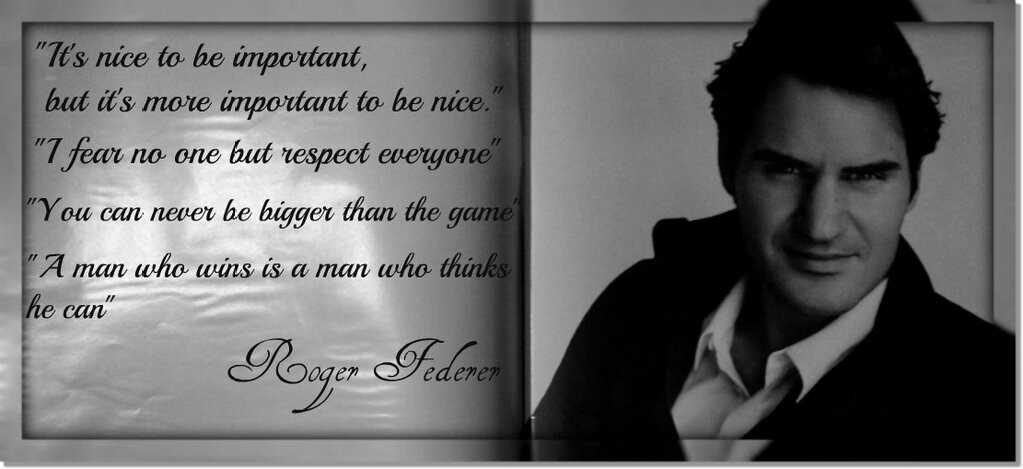 "It's nice to be important,
but it's more important to be nice."
"I fear no one but respect everyone"
"You can never be bigger than the game"
"A man who wins is a man who thinks
he can"
Roger Federer